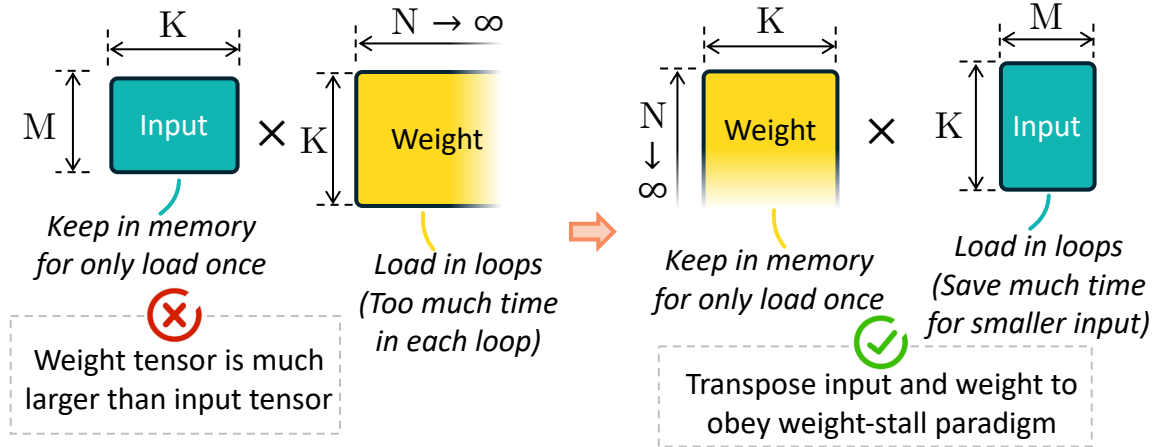 K
M
Input
×
N → ∞
K
Weight
Keep in memory
for only load once
Load in loops
(Too much time
in each loop)
Weight tensor is much
larger than input tensor
K
N → ∞
Weight
×
M
K
Input
Keep in memory
for only load once
Load in loops
(Save much time
for smaller input)
Transpose input and weight to
obey weight-stall paradigm